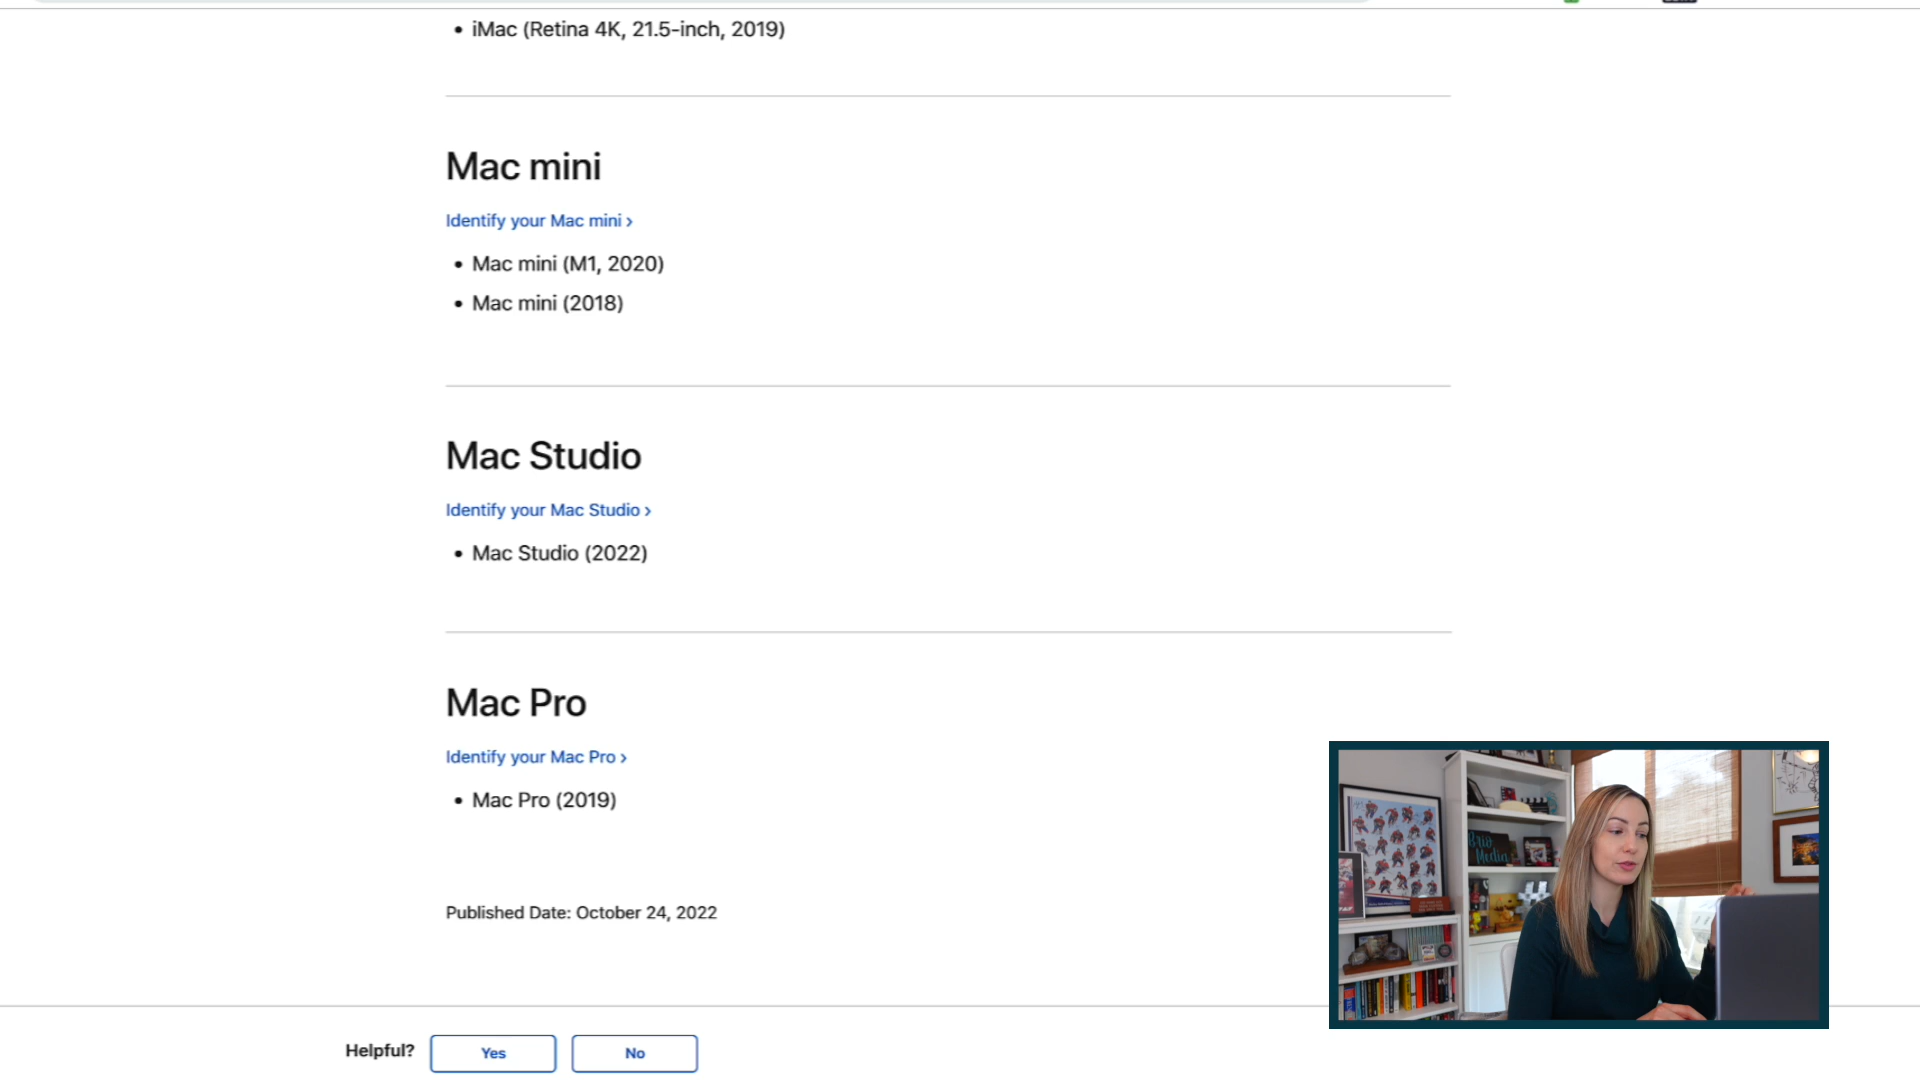 iMac (Retina 4K, 21.5-inch, 2019)
Mac mini
Identify your Mac mini ›
Mac mini (M1, 2020)
Mac mini (2018)
Mac Studio
Identify your Mac Studio ›
Mac Studio (2022)
Mac Pro
Identify your Mac Pro ›
Mac Pro (2019)
Published Date: October 24, 2022
Helpful?
Yes
No
Brio
Media